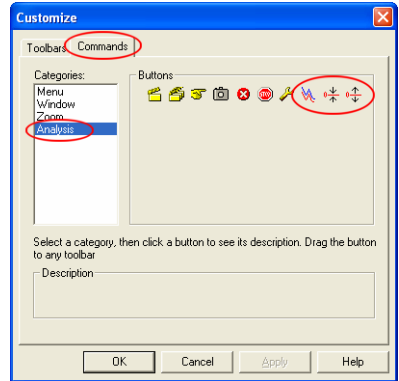 Customize
Toolbars Commands
Categories:
Menu
Window
Zoom
Analysis
Buttons
STOP
Select a category, then click a button to see its description. Drag the button
to any toolbar
Description
OK Cancel Apply Help